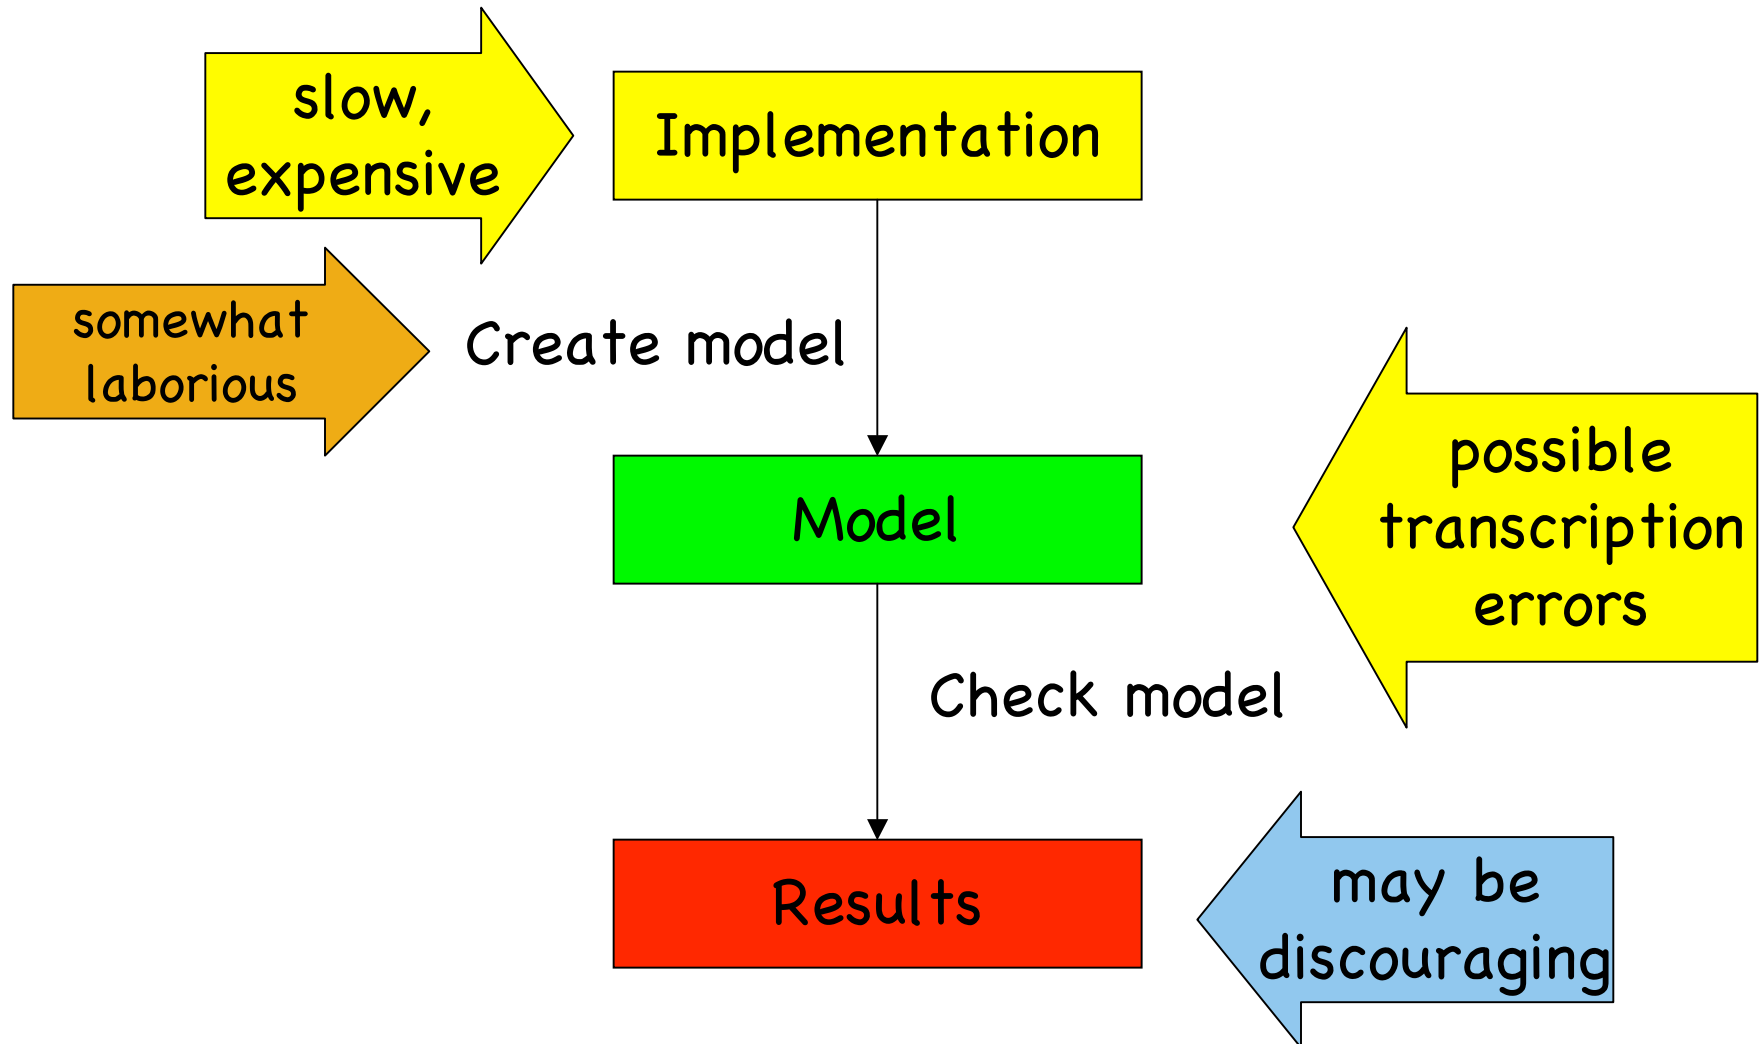 slow,
expensive
Implementation
somewhat
laborious
Create model
possible
transcription
errors
Model
Check model
Results
may be
discouraging